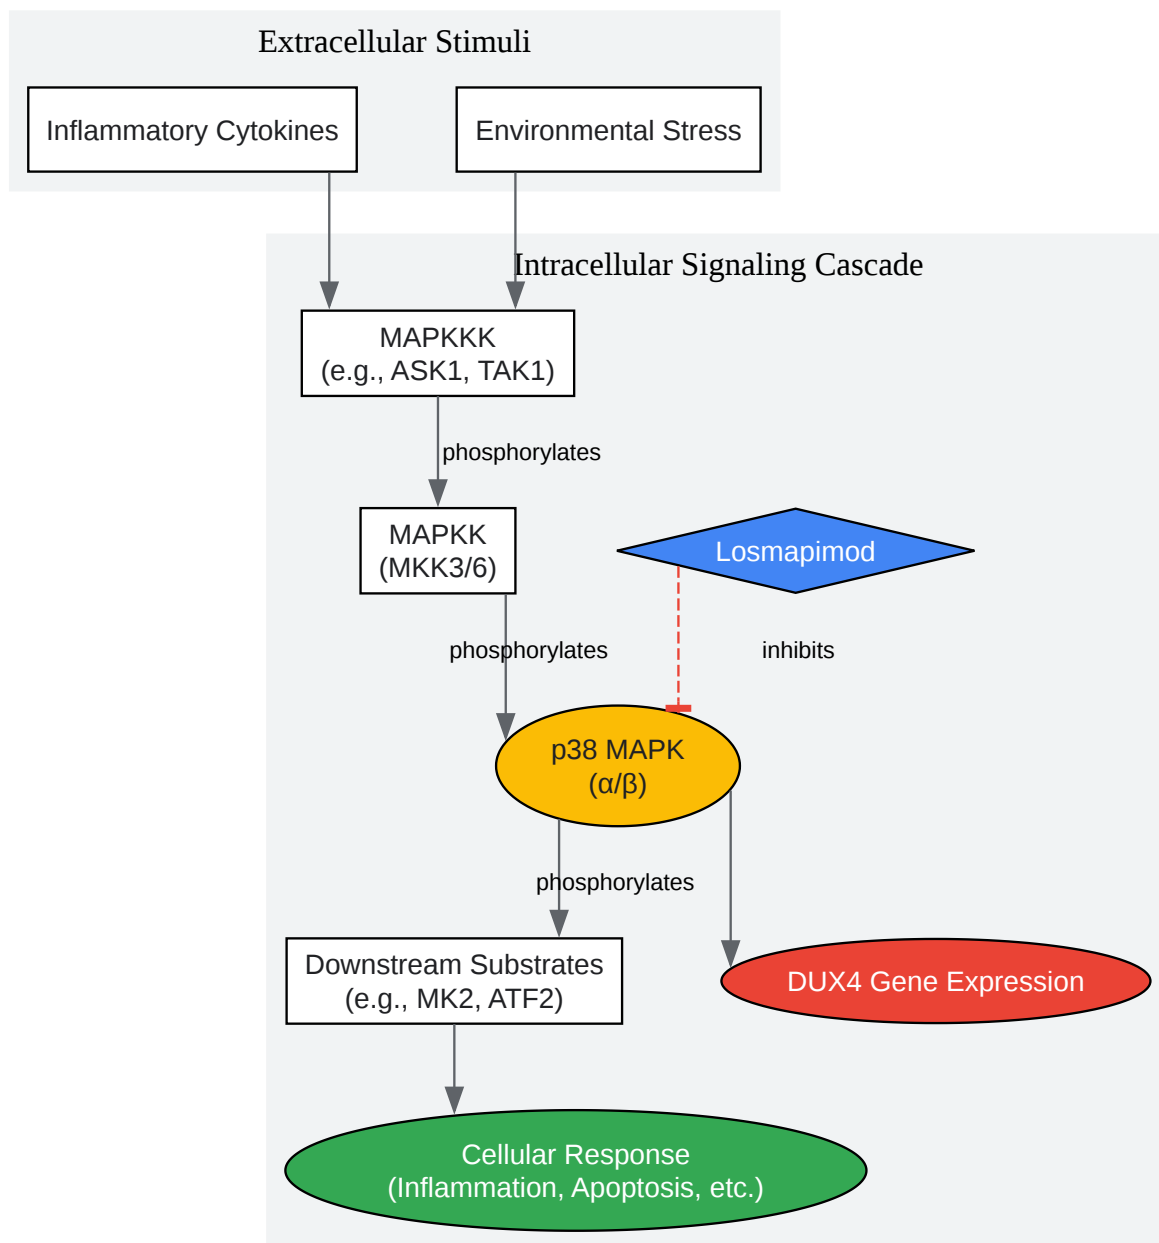 Extracellular Stimuli
Inflammatory Cytokines
Environmental Stress
Intracellular Signaling Cascade
MAPKKK
(e.g., ASK1, TAK1)
phosphorylates
MAPKK
(MKK3/6)
Losmapimod
phosphorylates
inhibits
p38 MAPK
(α/β)
phosphorylates
Downstream Substrates
(e.g., MK2, ATF2)
DUX4 Gene Expression
Cellular Response
(Inflammation, Apoptosis, etc.)